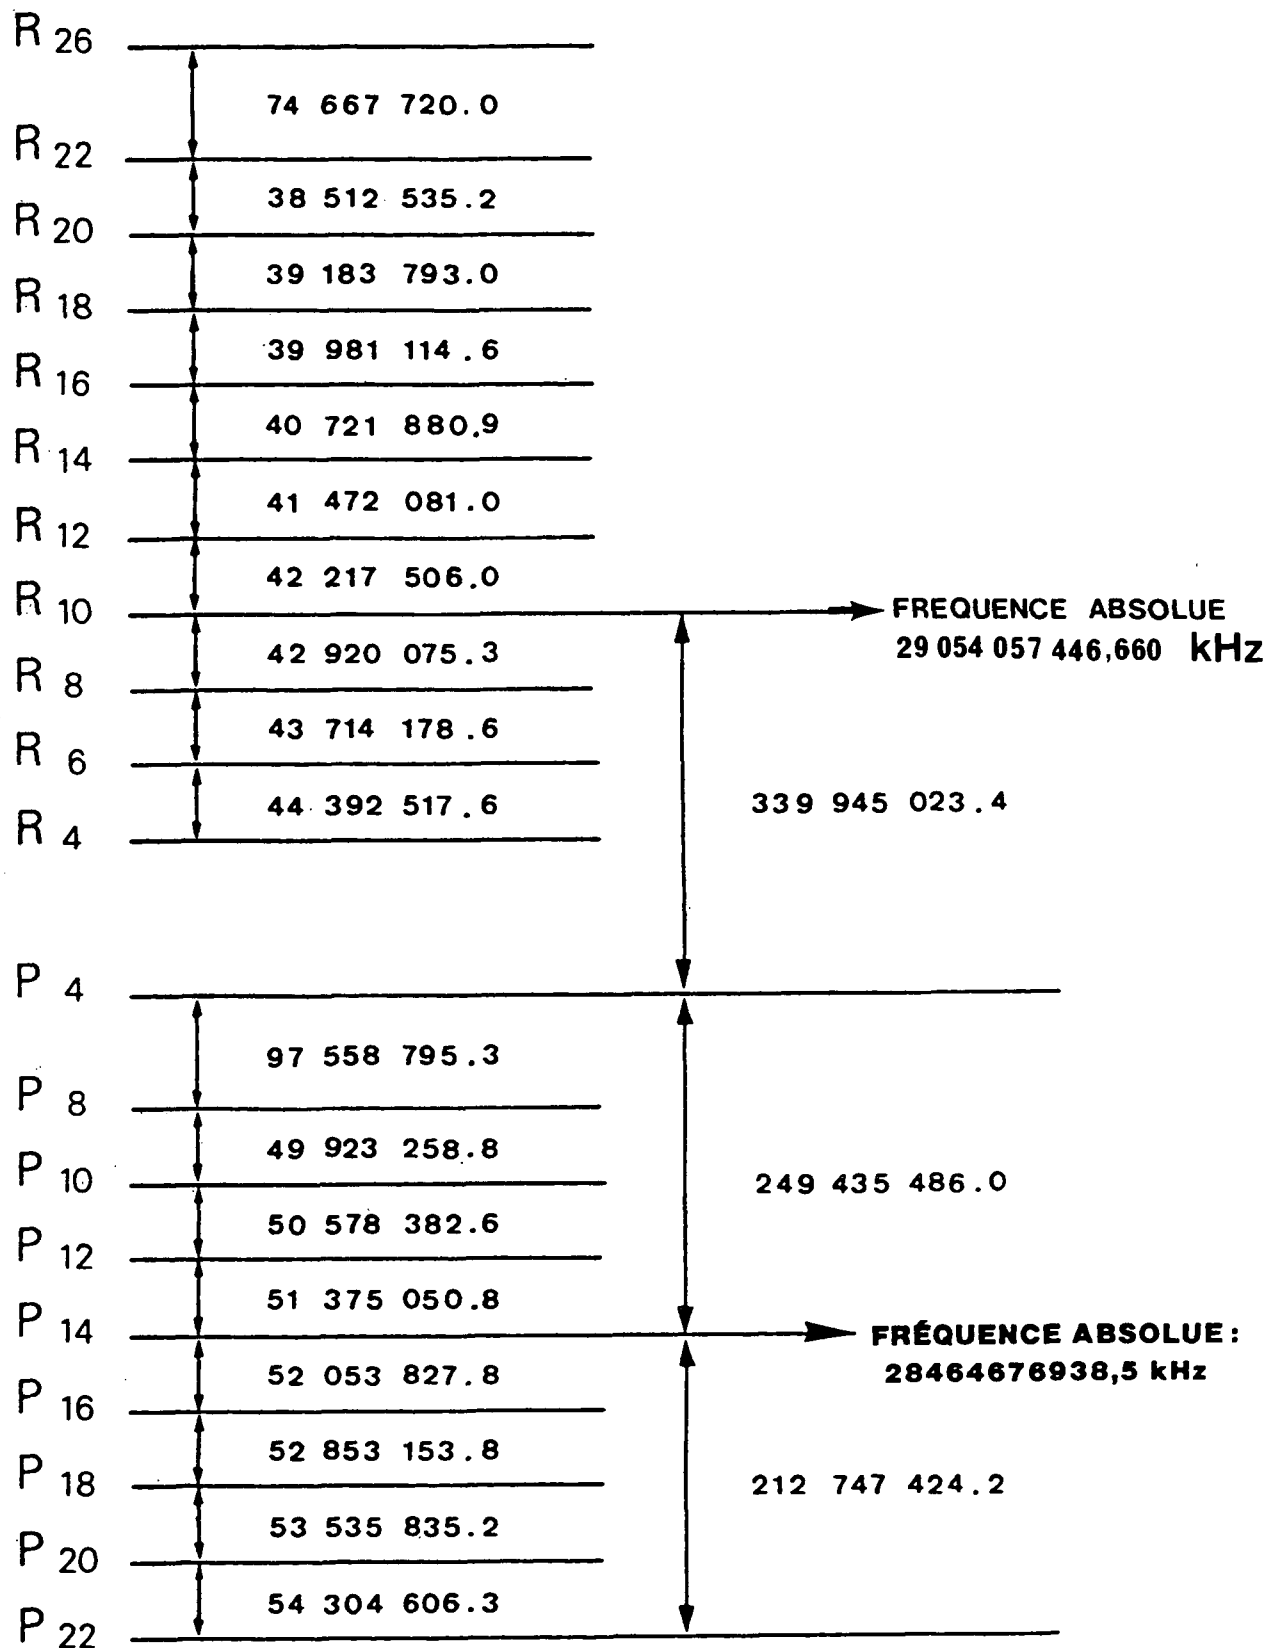 R 26
74 667 720.0
R 22
38 512 535.2
R 20
39 183 793.0
R 18
39 981 114.6
R 16
40 721 880.9
R 14
41 472 081.0
R 12
42 217 506.0
R 10
FREQUENCE ABSOLUE
29 054 057 446,660 kHz
42 920 075.3
R 8
43 714 178.6
R 6
44 392 517.6
339 945 023.4
R 4
P 4
97 558 795.3
P 8
49 923 258.8
249 435 486.0
P 10
50 578 382.6
P 12
51 375 050.8
P 14
FRÉQUENCE ABSOLUE :
28464676938,5 kHz
52 053 827.8
P 16
52 853 153.8
P 18
212 747 424.2
53 535 835.2
P 20
54 304 606.3
P 22